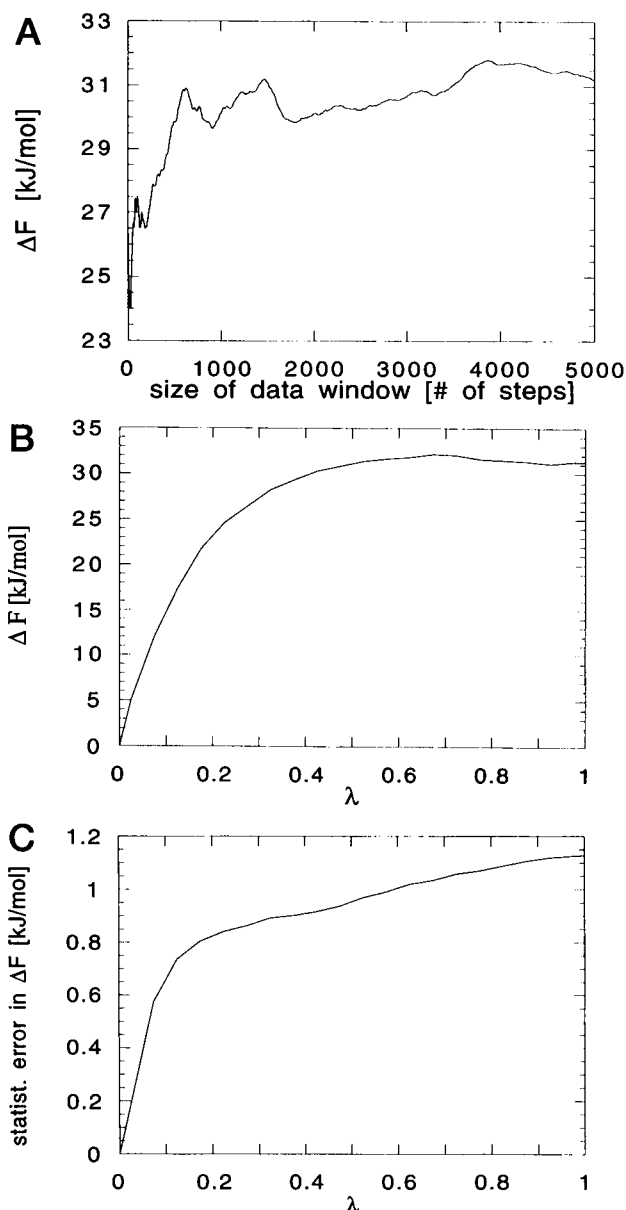 A
33
31
29
27
25
23
ΔF [kJ/mol]
0 1000 2000 3000 4000 5000
size of data window [# of steps]
B
35
30
25
20
15
10
5
0
Δ F [kJ/mol]
0 0.2 0.4 0.6 0.8 1
λ
C
1.2
1
0.8
0.6
0.4
0.2
0
statist. error in ΔF [kJ/mol]
0 0.2 0.4 0.6 0.8 1
λ